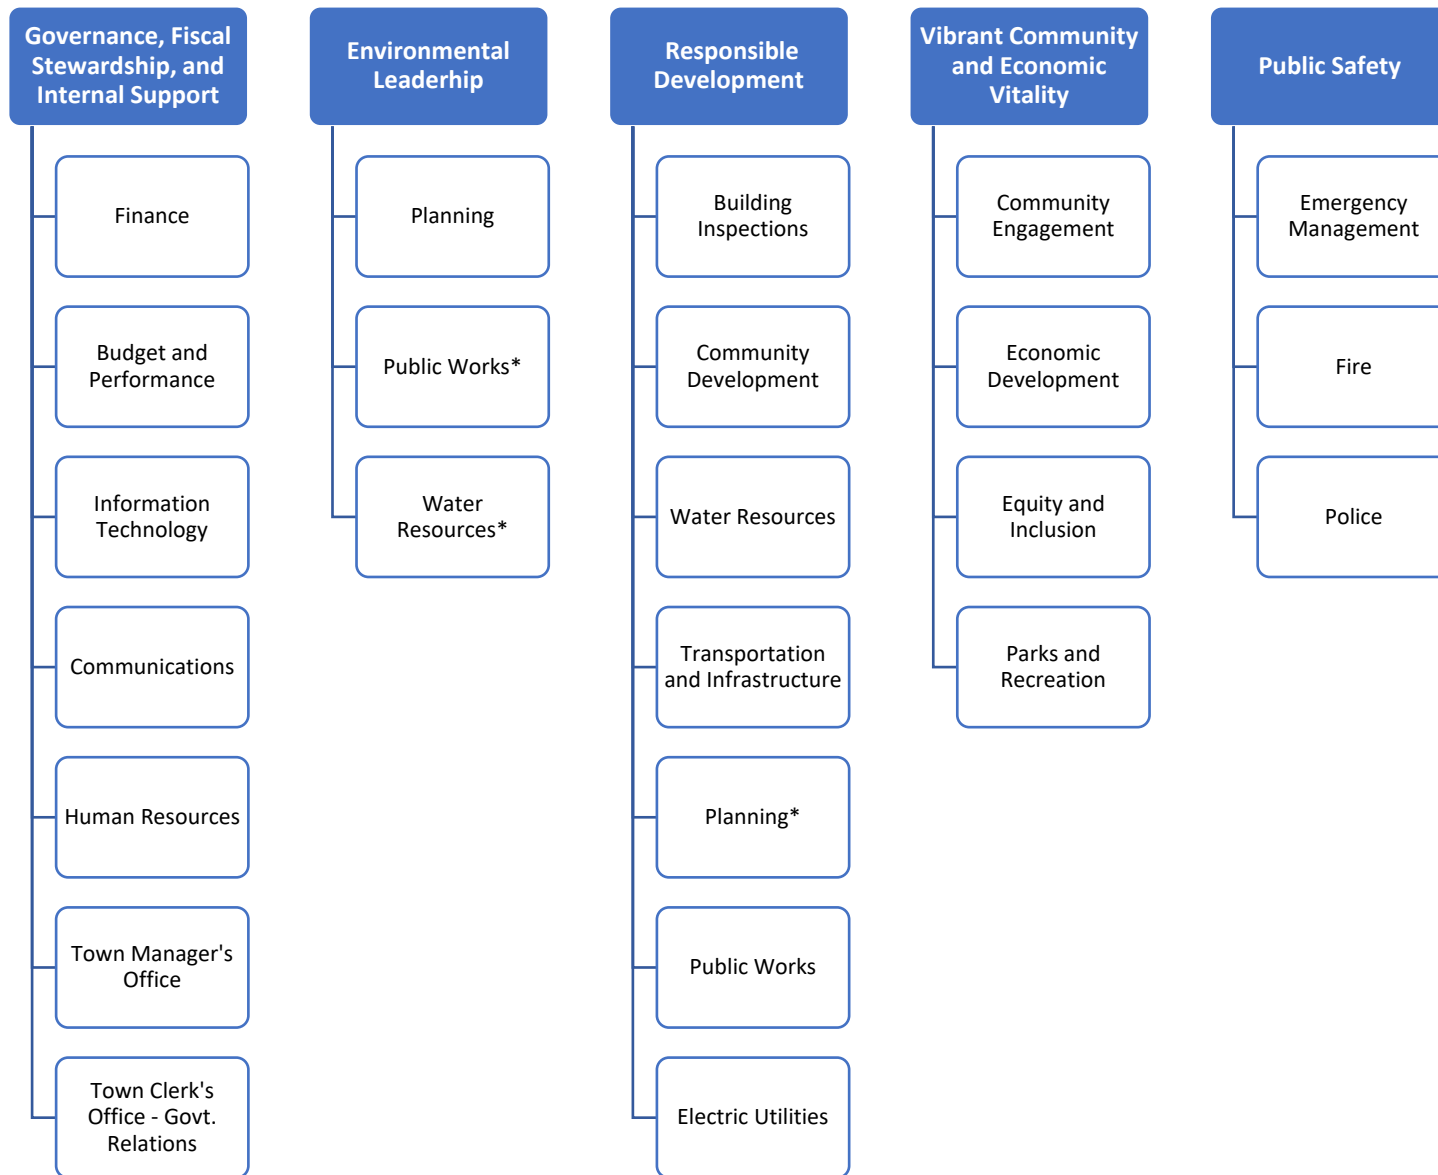 Governance, Fiscal
Stewardship, and
Internal Support
Finance
Budget and
Performance
Information
Technology
Communications
Human Resources
Town Manager's
Office
Town Clerk's
Office - Govt.
Relations
Environmental
Leaderhip
Planning
Public Works*
Water
Resources*
Responsible
Development
Building
Inspections
Community
Development
Water Resources
Transportation
and Infrastructure
Planning*
Public Works
Electric Utilities
Vibrant Community
and Economic
Vitality
Community
Engagement
Economic
Development
Equity and
Inclusion
Parks and
Recreation
Public Safety
Emergency
Management
Fire
Police